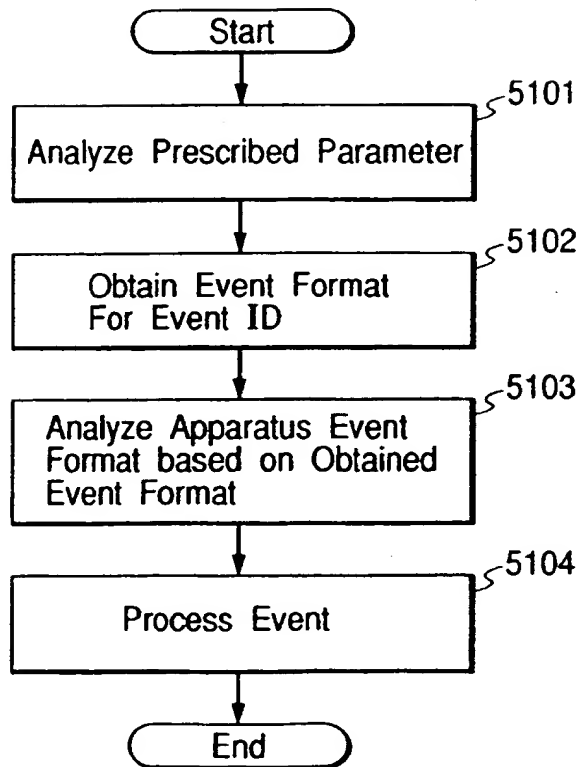 Start
5101
Analyze Prescribed Parameter
5102
Obtain Event Format
For Event ID
5103
Analyze Apparatus Event
Format based on Obtained
Event Format
5104
Process Event
End